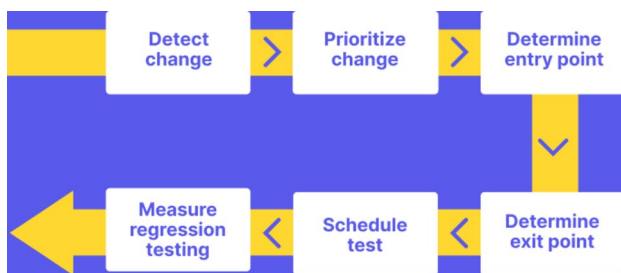 Detect
change
Prioritize
change
Determine
entry point
Measure
regression
testing
Schedule
test
Determine
exit point